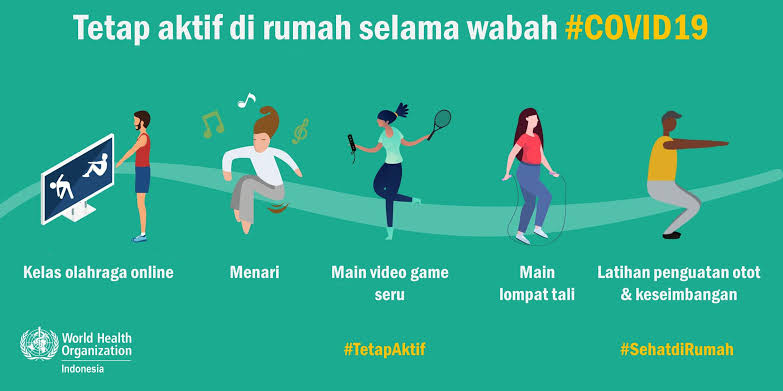 Tetap aktif di rumah selama wabah #COVID19
Kelas olahraga online
Menari
Main video game
seru
Main
lompat tali
Latihan penguatan otot
& keseimbangan
World Health
Organization
Indonesia
#TetapAktif
#SehatdiRumah